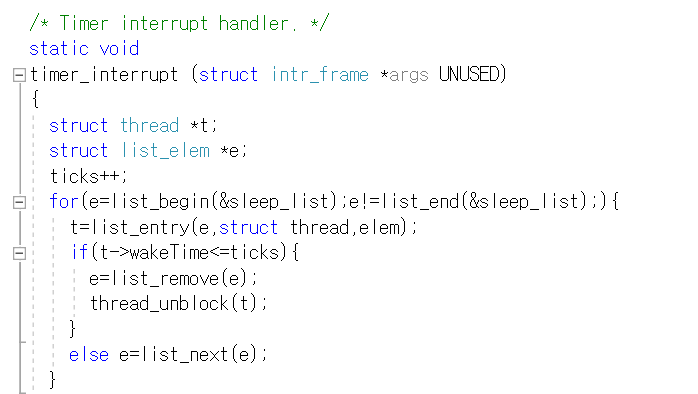 /* Timer interrupt handler. */
static void
timer_interrupt (struct intr_frame *args UNUSED)
{
struct thread *t;
struct list_elem *e;
ticks++;
for(e=list_begin(&sleep_list);e!=list_end(&sleep_list);){
t=list_entry(e,struct thread,elem);
if(t->wakeTime<=ticks){
e=list_remove(e);
thread_unblock(t);
}
else e=list_next(e);
}